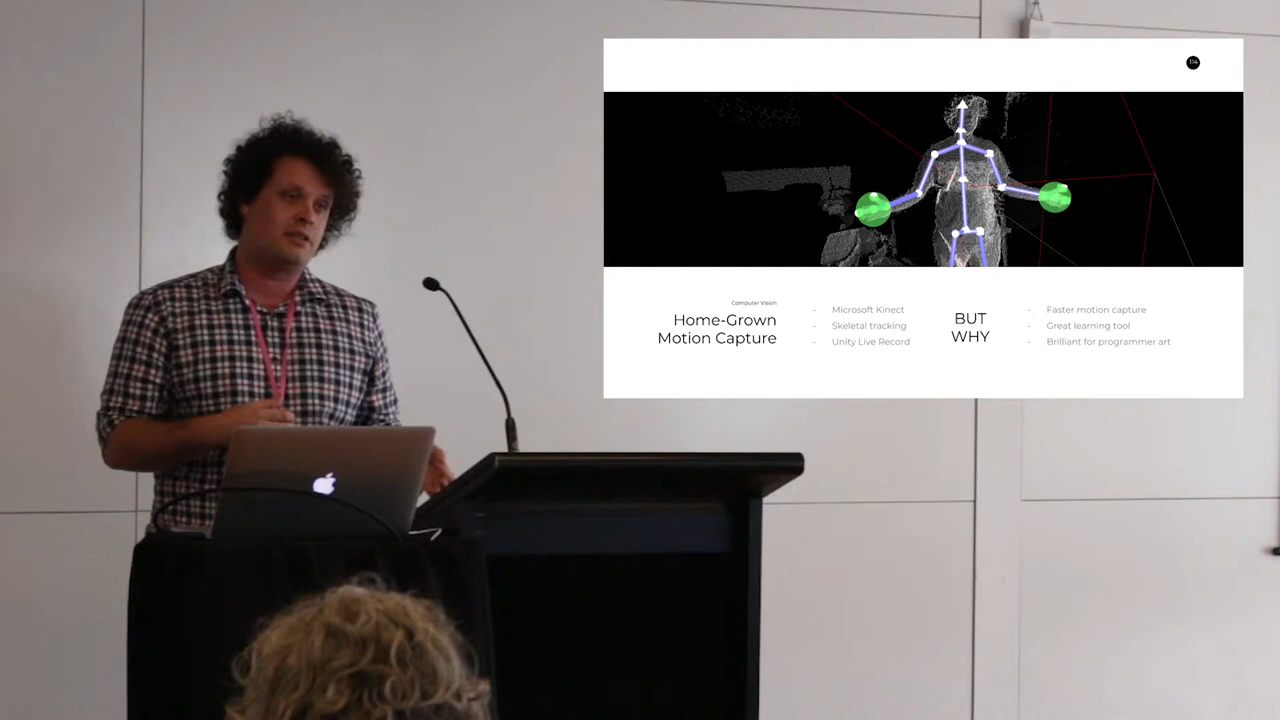 114
Computer Vision
Home-Grown
Motion Capture
- Microsoft Kinect
- Skeletal tracking
- Unity Live Record
BUT
WHY
- Faster motion capture
- Great learning tool
- Brilliant for programmer art